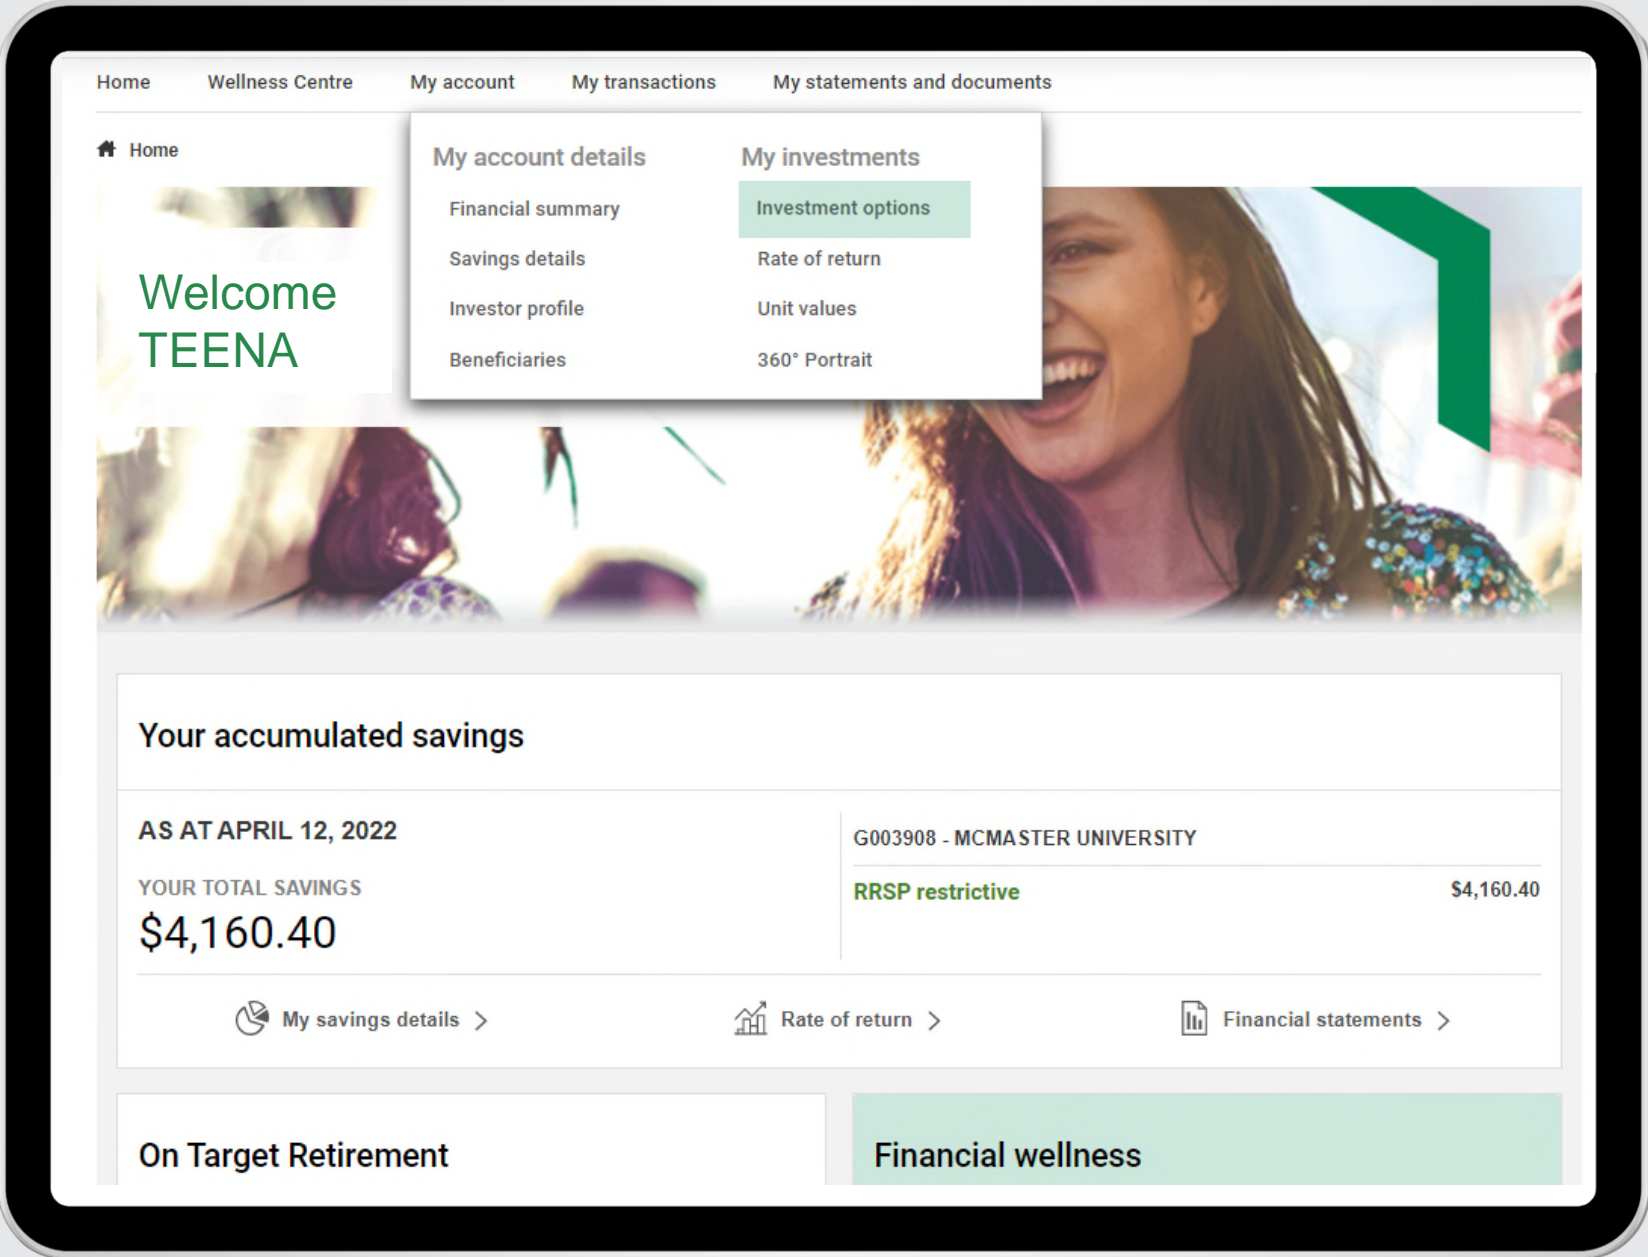 Home Wellness Centre My account My transactions My statements and documents
Home
My account details
Financial summary
Savings details
Investor profile
Beneficiaries
My investments
Investment options
Rate of return
Unit values
360° Portrait
Welcome
TEENA
Your accumulated savings
AS AT APRIL 12, 2022
YOUR TOTAL SAVINGS
$4,160.40
G003908 - MCMASTER UNIVERSITY
RRSP restrictive $4,160.40
My savings details Rate of return Financial statements
On Target Retirement
Financial wellness